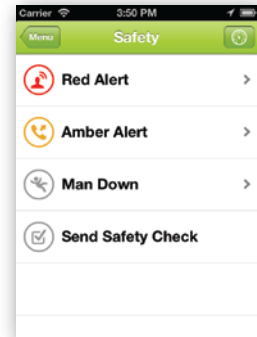 Carrier 3:50 PM
Menu Safety
Red Alert
Amber Alert
Man Down
Send Safety Check